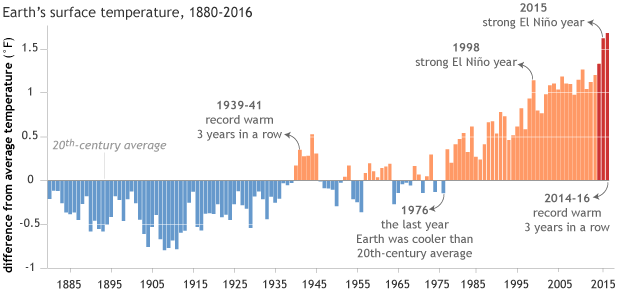 Earth's surface temperature, 1880-2016
difference from average temperature (°F)
1.5
1
0.5
0
-0.5
-1
2015
strong El Niño year
1998
strong El Niño year
1939-41
record warm
3 years in a row
20th-century average
1976
the last year
Earth was cooler than
20th-century average
2014-16
record warm
3 years in a row
1885
1895
1905
1915
1925
1935
1945
1955
1965
1975
1985
1995
2005
2015